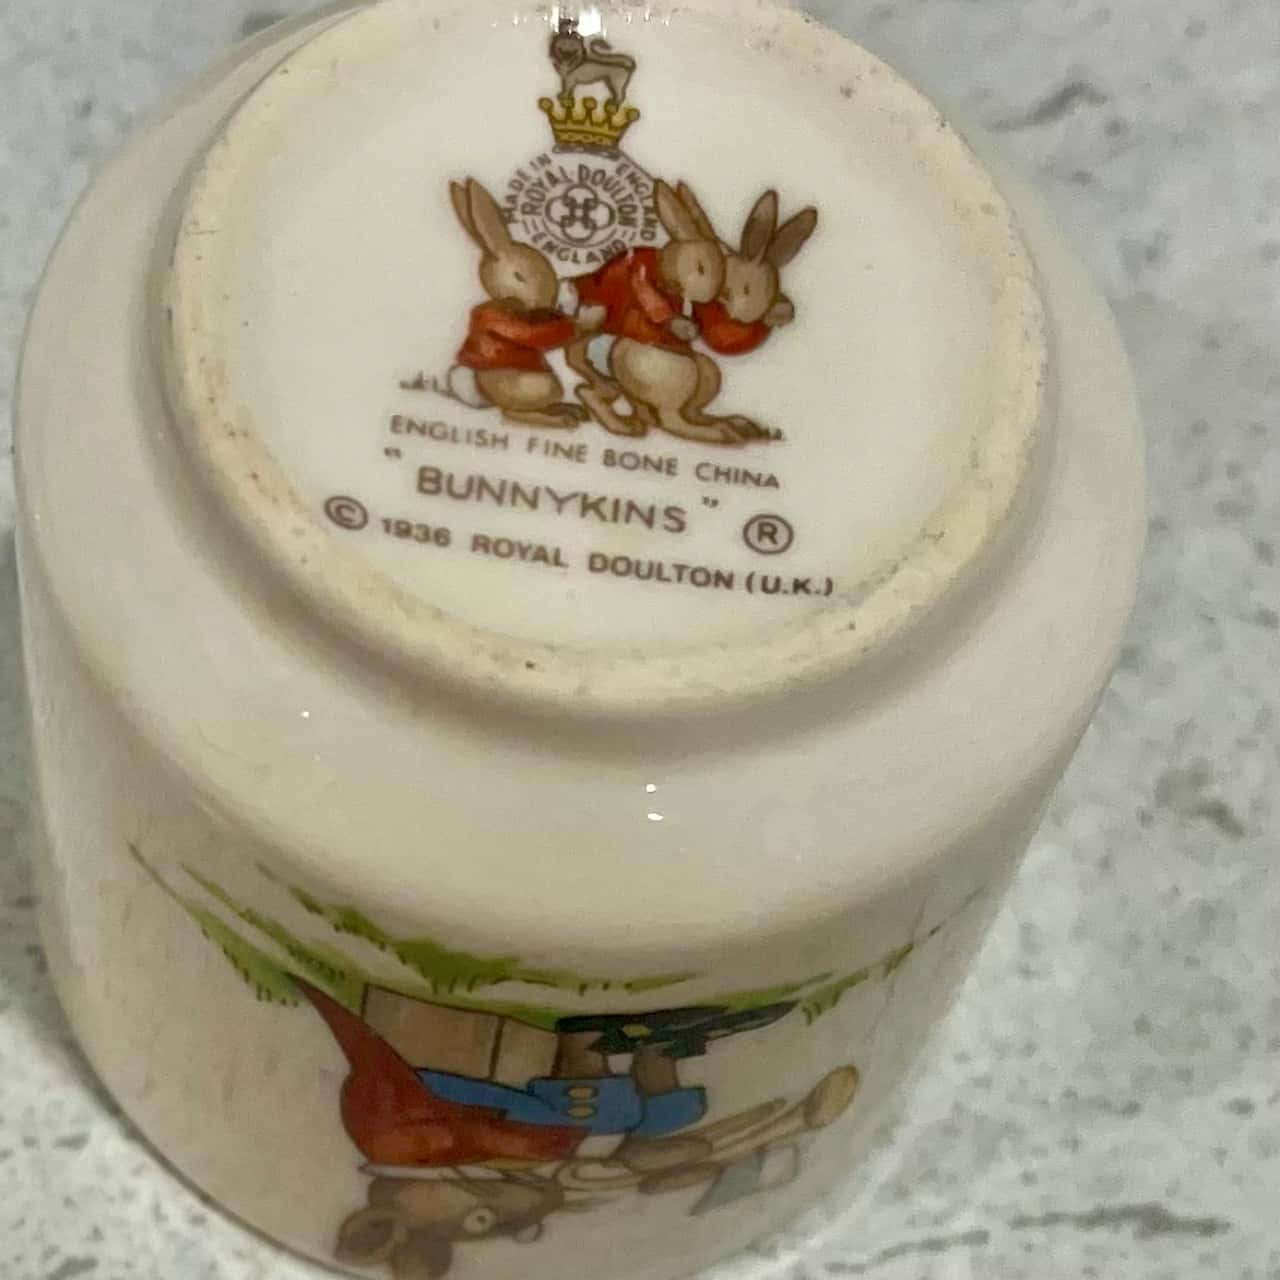 MADE IN ENGLAND
ROYAL DOULTON
ENGLAND
ENGLISH FINE BONE CHINA
"BUNNYKINS" ®
© 1936 ROYAL DOULTON (U.K.)